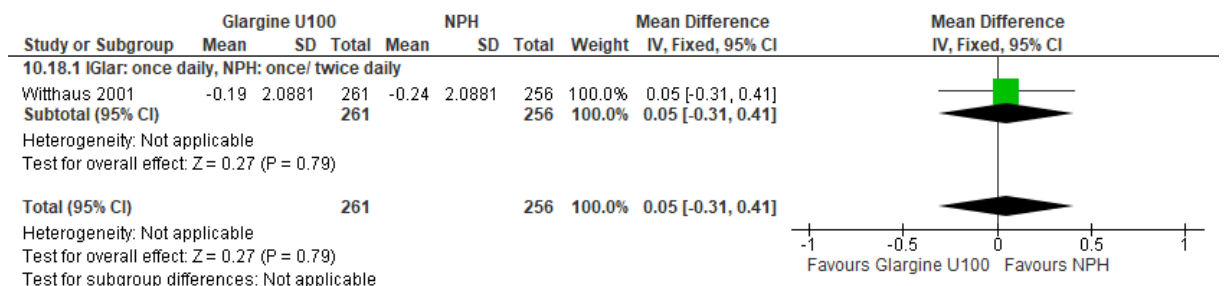 Glargine U100 NPH Mean Difference Mean Difference
Study or Subgroup Mean SD Total Mean SD Total Weight IV, Fixed, 95% CI IV, Fixed, 95% CI
10.18.1 IGlar: once daily, NPH: once/ twice daily
Witthaus 2001 -0.19 2.0881 261 -0.24 2.0881 256 100.0% 0.05 [-0.31, 0.41]
Subtotal (95% CI) 261 256 100.0% 0.05 [-0.31, 0.41]
Heterogeneity: Not applicable
Test for overall effect: Z = 0.27 (P = 0.79)
Total (95% CI) 261 256 100.0% 0.05 [-0.31, 0.41]
Heterogeneity: Not applicable
Test for overall effect: Z = 0.27 (P = 0.79)
Test for subgroup differences: Not applicable
-1 -0.5 0 0.5 1
Favours Glargine U100 Favours NPH